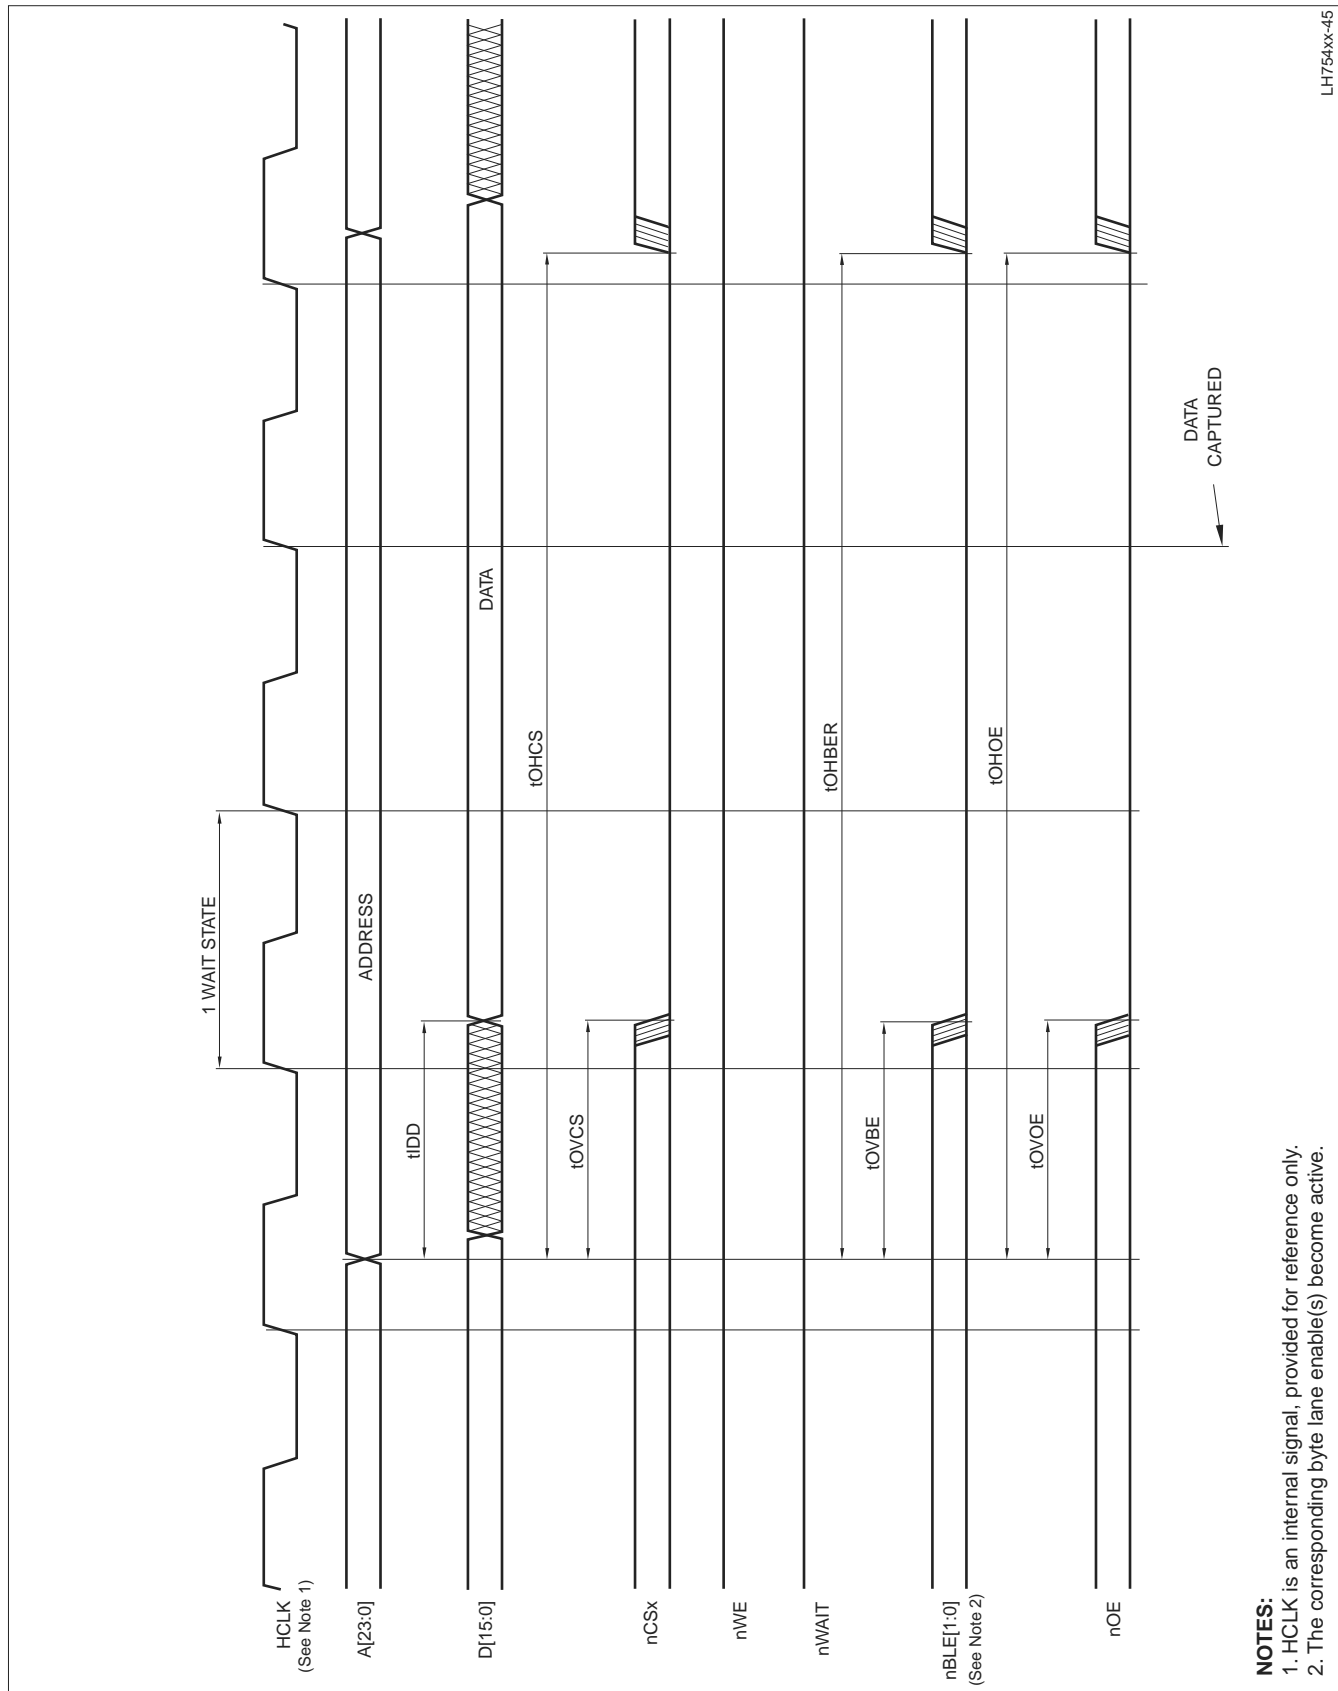 1 WAIT STATE
HCLK
(See Note 1)
A[23:0]
ADDRESS
tIDD
D[15:0]
DATA
tOHCS
tOVCS
nCSx
nWE
nWAIT
tOHBER
tOVBE
nBLE[1:0]
(See Note 2)
tOHOE
tOVOE
nOE
DATA
CAPTURED
NOTES:
1. HCLK is an internal signal, provided for reference only.
2. The corresponding byte lane enable(s) become active.
LH754xx-45